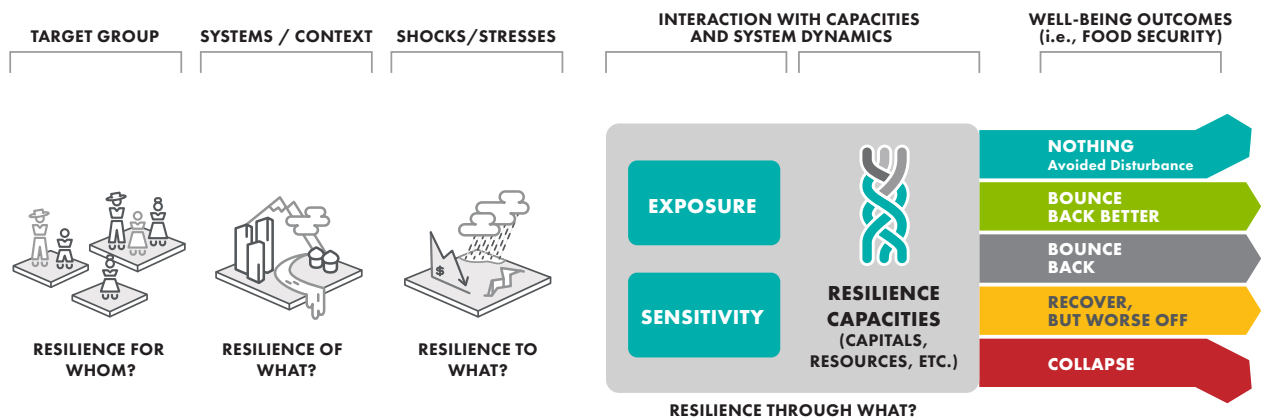 TARGET GROUP
SYSTEMS / CONTEXT
SHOCKS/STRESSES
INTERACTION WITH CAPACITIES
AND SYSTEM DYNAMICS
WELL-BEING OUTCOMES
(i.e., FOOD SECURITY)
$
RESILIENCE FOR
WHOM?
RESILIENCE OF
WHAT?
RESILIENCE TO
WHAT?
EXPOSURE
SENSITIVITY
RESILIENCE
CAPACITIES
(CAPITALS,
RESOURCES, ETC.)
RESILIENCE THROUGH WHAT?
NOTHING
Avoided Disturbance
BOUNCE
BACK BETTER
BOUNCE
BACK
RECOVER,
BUT WORSE OFF
COLLAPSE